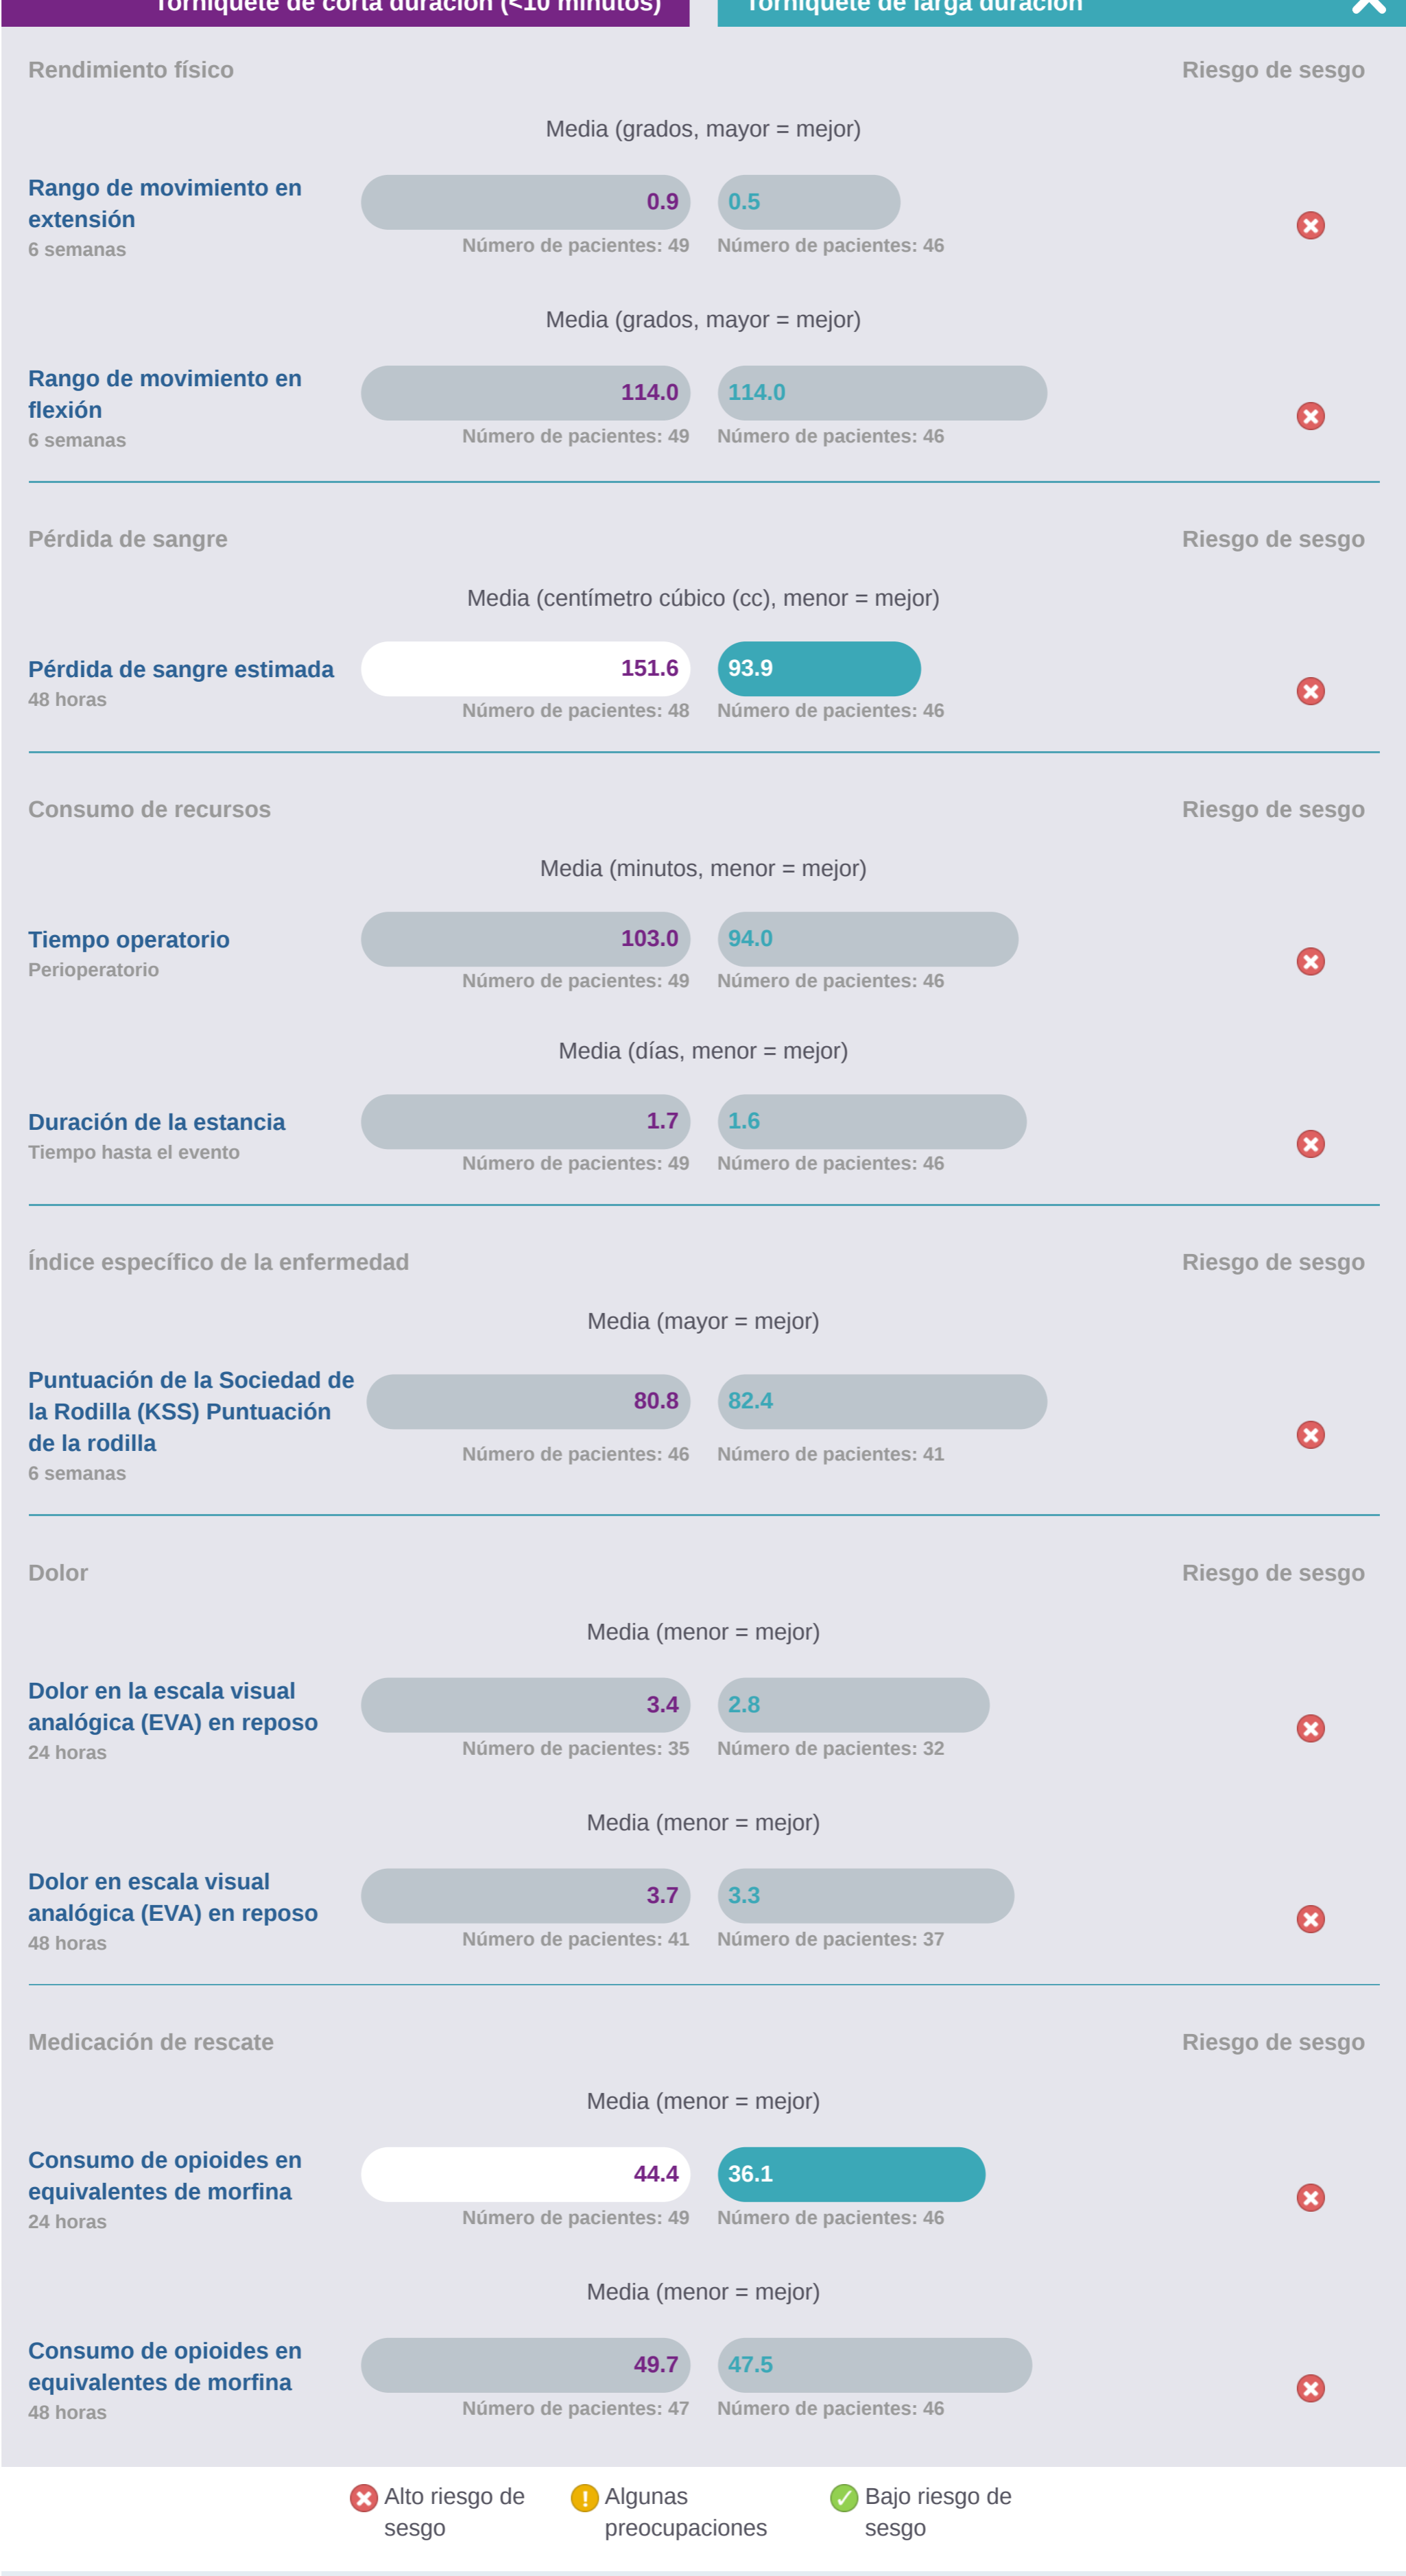 Torniquete de corta duración (<10 minutos)
Torniquete de larga duración
Rendimiento físico
Riesgo de sesgo
Media (grados, mayor = mejor)
Rango de movimiento en
extensión
6 semanas
0.9
0.5
Número de pacientes: 49
Número de pacientes: 46
Media (grados, mayor = mejor)
Rango de movimiento en
flexión
6 semanas
114.0
114.0
Número de pacientes: 49
Número de pacientes: 46
Pérdida de sangre
Riesgo de sesgo
Media (centímetro cúbico (cc), menor = mejor)
Pérdida de sangre estimada
48 horas
151.6
93.9
Número de pacientes: 48
Número de pacientes: 46
Consumo de recursos
Riesgo de sesgo
Media (minutos, menor = mejor)
Tiempo operatorio
Perioperatorio
103.0
94.0
Número de pacientes: 49
Número de pacientes: 46
Media (días, menor = mejor)
Duración de la estancia
Tiempo hasta el evento
1.7
1.6
Número de pacientes: 49
Número de pacientes: 46
Índice específico de la enfermedad
Riesgo de sesgo
Media (mayor = mejor)
Puntuación de la Sociedad de
la Rodilla (KSS) Puntuación
de la rodilla
6 semanas
80.8
82.4
Número de pacientes: 46
Número de pacientes: 41
Dolor
Riesgo de sesgo
Media (menor = mejor)
Dolor en la escala visual
analógica (EVA) en reposo
24 horas
3.4
2.8
Número de pacientes: 35
Número de pacientes: 32
Media (menor = mejor)
Dolor en escala visual
analógica (EVA) en reposo
48 horas
3.7
3.3
Número de pacientes: 41
Número de pacientes: 37
Medicación de rescate
Riesgo de sesgo
Media (menor = mejor)
Consumo de opioides en
equivalentes de morfina
24 horas
44.4
36.1
Número de pacientes: 49
Número de pacientes: 46
Media (menor = mejor)
Consumo de opioides en
equivalentes de morfina
48 horas
49.7
47.5
Número de pacientes: 47
Número de pacientes: 46
Alto riesgo de
sesgo
Algunas
preocupaciones
Bajo riesgo de
sesgo